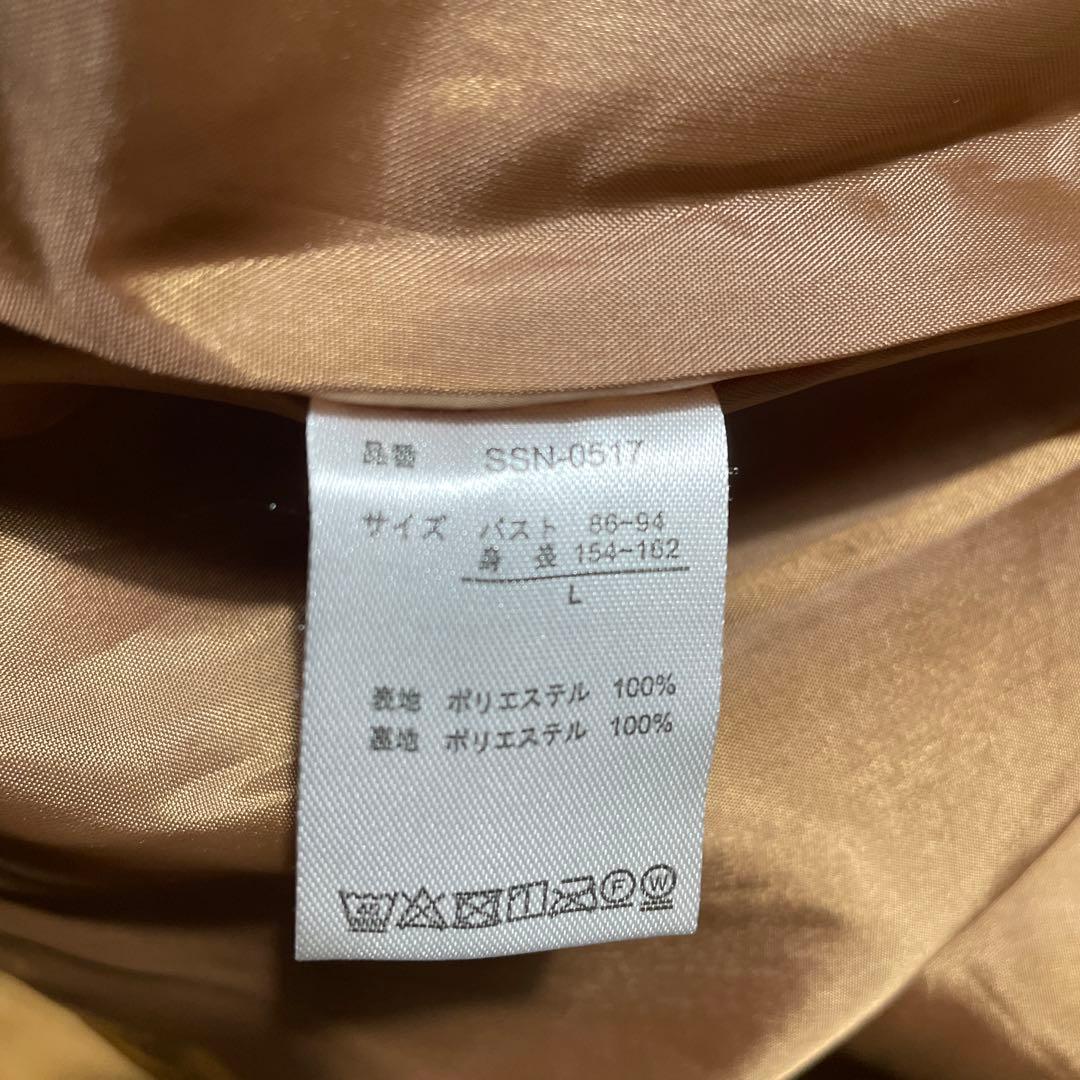 品番 SSN-0517
サイズ バスト 86~94
身長 154~162
L
表地 ポリエステル 100%
裏地 ポリエステル 100%
40
F W